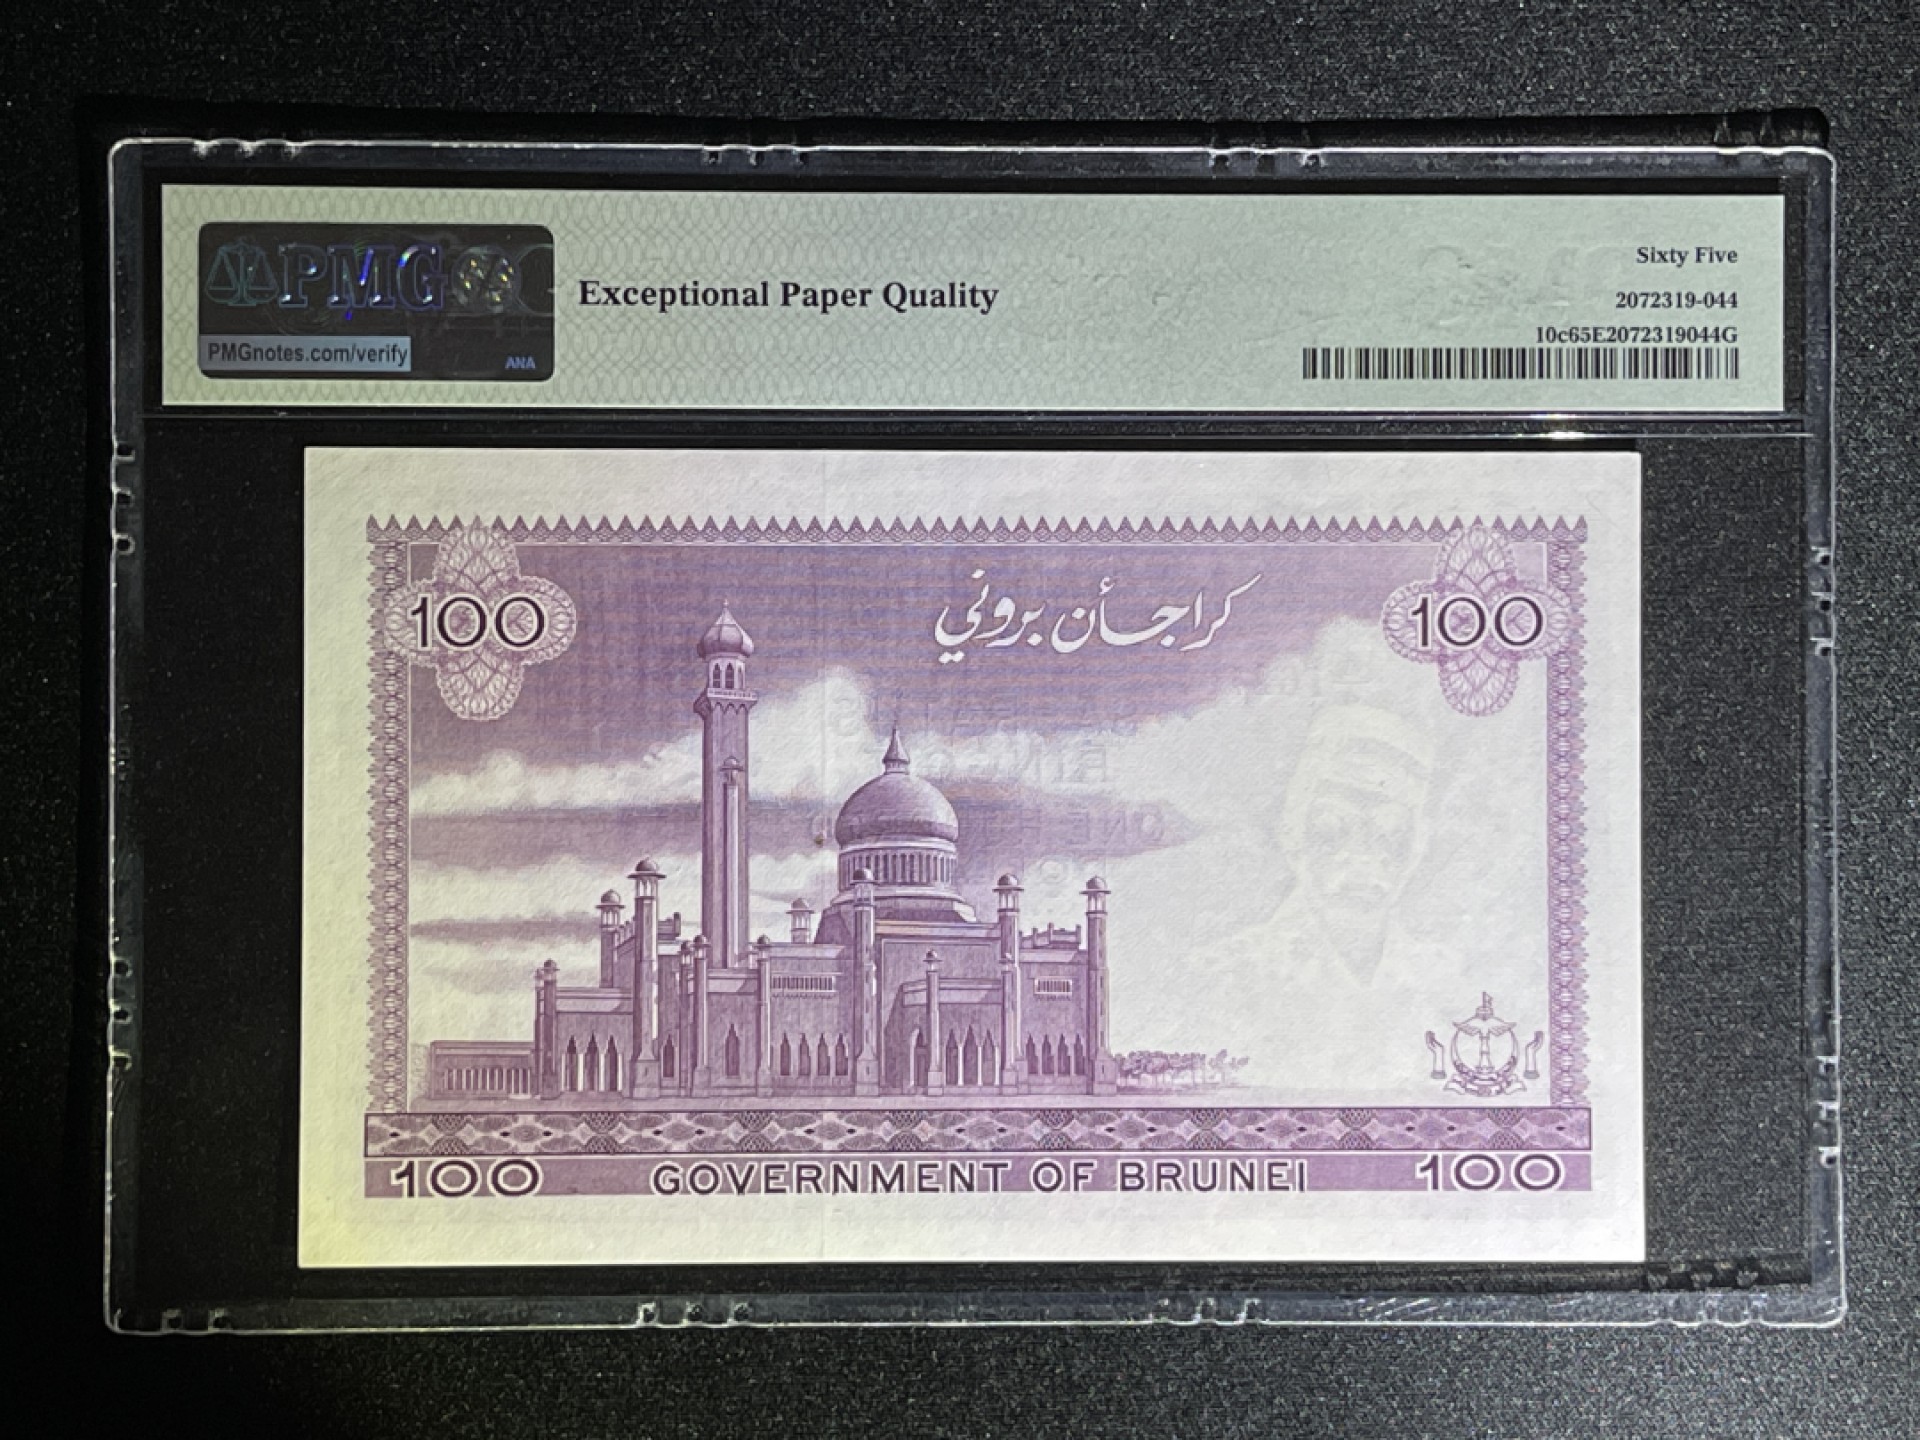 PMG
PMGnotes.com/verify
ANA
Exceptional Paper Quality
Sixty Five
2072319-044
10c65E2072319044G
100
كراجأن بروني
100
100
GOVERNMENT OF BRUNEI
100